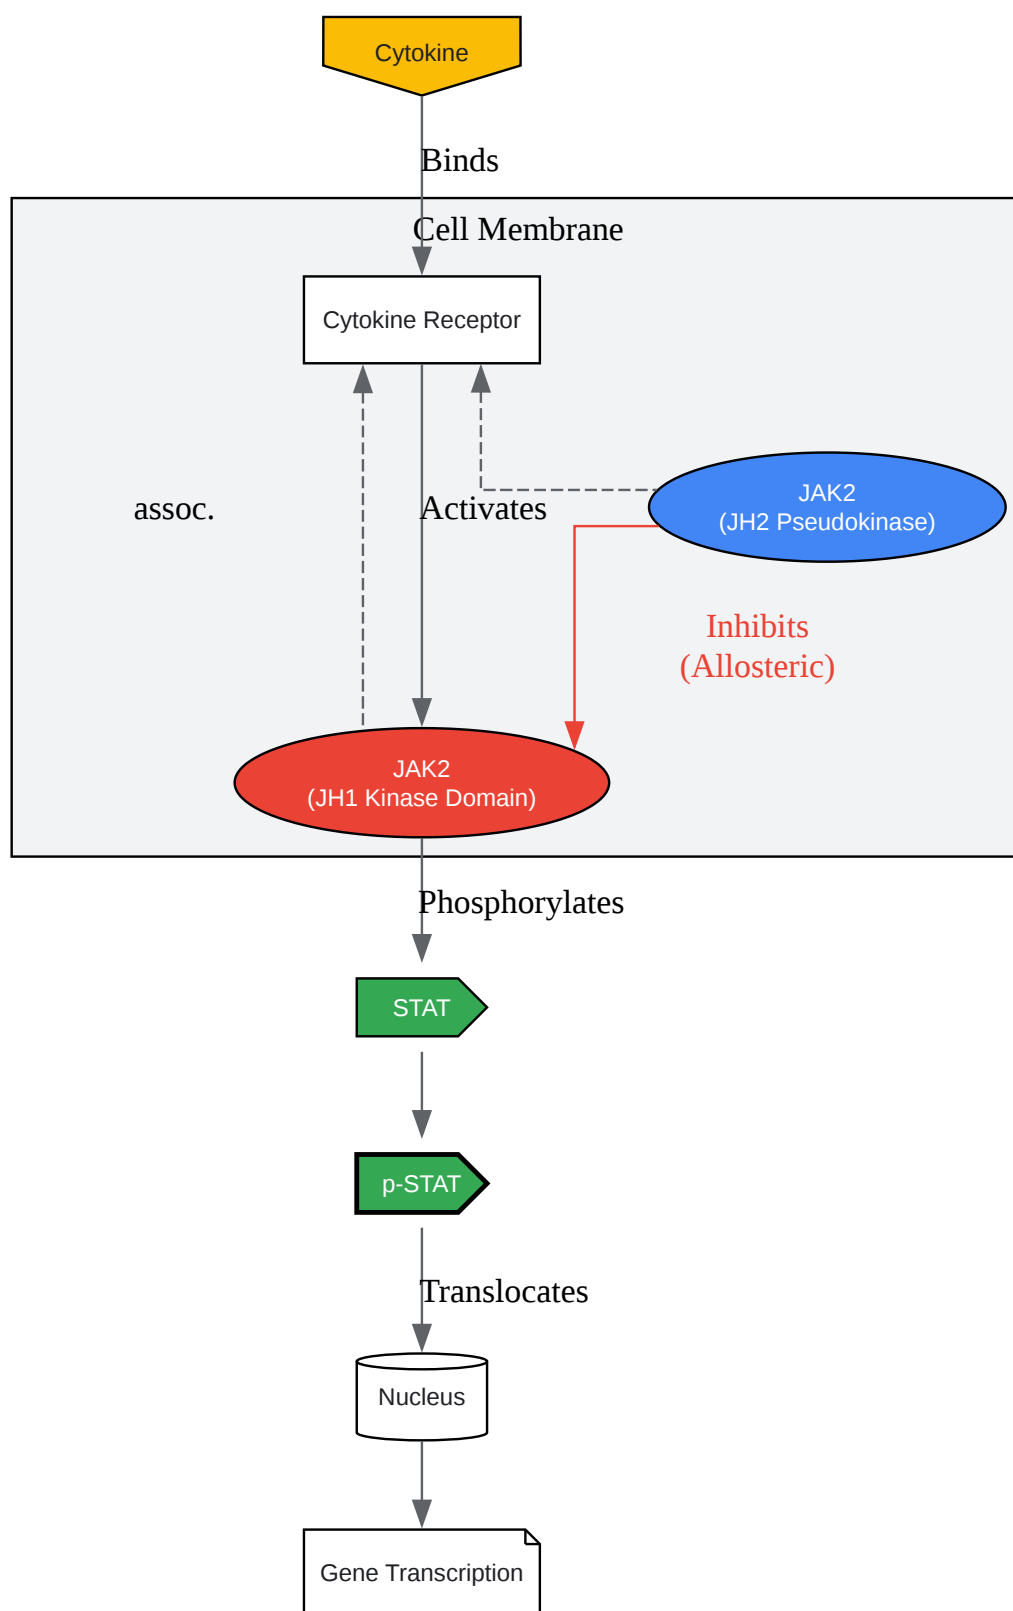 Cytokine
Binds
Cell Membrane
Cytokine Receptor
assoc.
Activates
JAK2
(JH2 Pseudokinase)
Inhibits
(Allosteric)
JAK2
(JH1 Kinase Domain)
Phosphorylates
STAT
p-STAT
Translocates
Nucleus
Gene Transcription